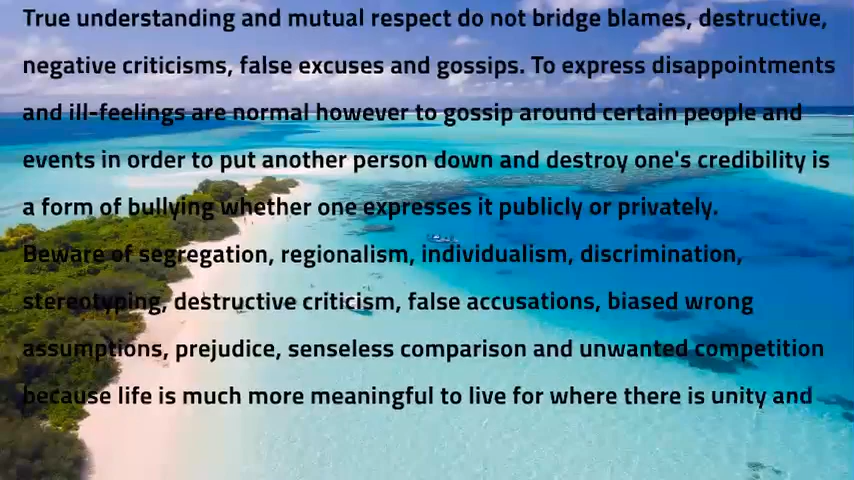 True understanding and mutual respect do not bridge blames, destructive,
negative criticisms, false excuses and gossips. To express disappointments
and ill-feelings are normal however to gossip around certain people and
events in order to put another person down and destroy one's credibility is
a form of bullying whether one expresses it publicly or privately.
Beware of segregation, regionalism, individualism, discrimination,
stereotyping, destructive criticism, false accusations, biased wrong
assumptions, prejudice, senseless comparison and unwanted competition
because life is much more meaningful to live for where there is unity and